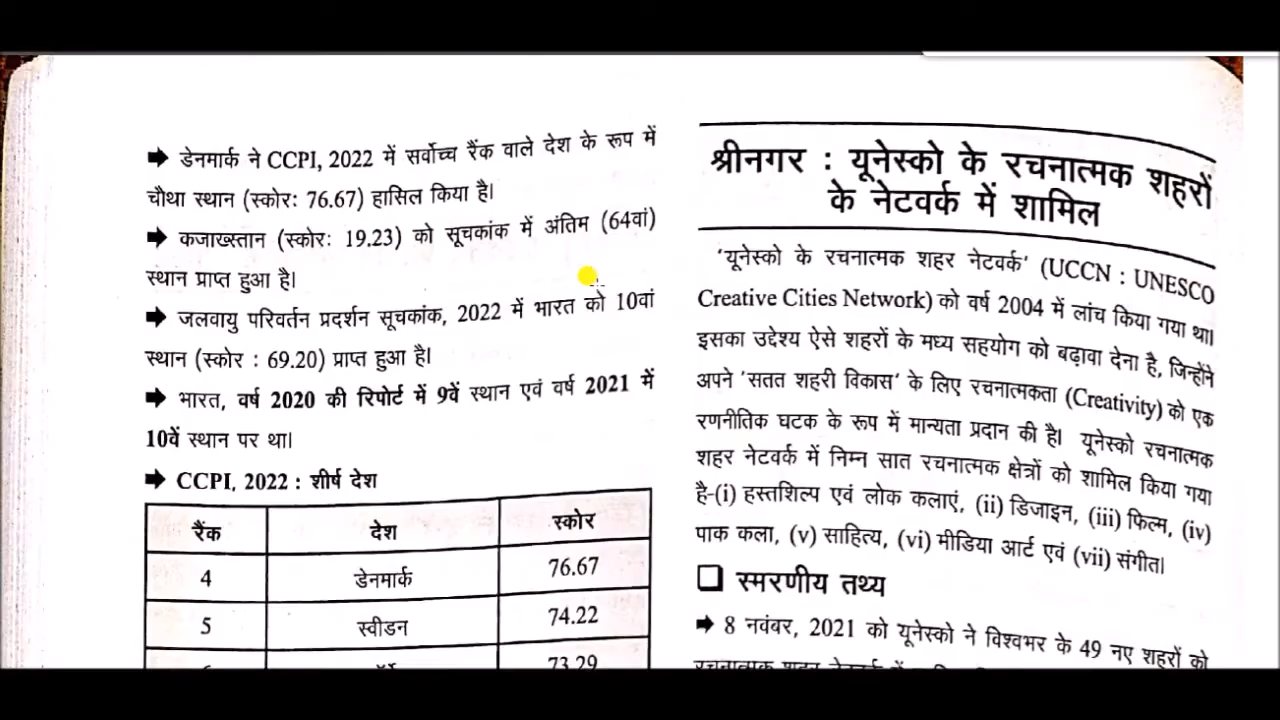 ➡ डेनमार्क ने CCPI, 2022 में सर्वोच्च रैंक वाले देश के रूप में
चौथा स्थान (स्कोरः 76.67) हासिल किया है।
➡ कजाख्स्तान (स्कोरः 19.23) को सूचकांक में अंतिम (64वां)
स्थान प्राप्त हुआ है।
➡ जलवायु परिवर्तन प्रदर्शन सूचकांक, 2022 में भारत को 10वां
स्थान (स्कोर : 69.20) प्राप्त हुआ है।
➡ भारत, वर्ष 2020 की रिपोर्ट में 9वें स्थान एवं वर्ष 2021 में
10वें स्थान पर था।
➡ CCPI, 2022 : शीर्ष देश
रैंक देश स्कोर
4 डेनमार्क 76.67
5 स्वीडन 74.22
73.29
श्रीनगर : यूनेस्को के रचनात्मक शहरों
के नेटवर्क में शामिल
'यूनेस्को के रचनात्मक शहर नेटवर्क' (UCCN : UNESCO
Creative Cities Network) को वर्ष 2004 में लांच किया गया था।
इसका उद्देश्य ऐसे शहरों के मध्य सहयोग को बढ़ावा देना है, जिन्होंने
अपने 'सतत शहरी विकास' के लिए रचनात्मकता (Creativity) को एक
रणनीतिक घटक के रूप में मान्यता प्रदान की है। यूनेस्को रचनात्मक
शहर नेटवर्क में निम्न सात रचनात्मक क्षेत्रों को शामिल किया गया
है-(i) हस्तशिल्प एवं लोक कलाएं, (ii) डिजाइन, (iii) फिल्म, (iv)
पाक कला, (v) साहित्य, (vi) मीडिया आर्ट एवं (vii) संगीत।
❑ स्मरणीय तथ्य
➡ 8 नवंबर, 2021 को यूनेस्को ने विश्वभर के 49 नए शहरों को